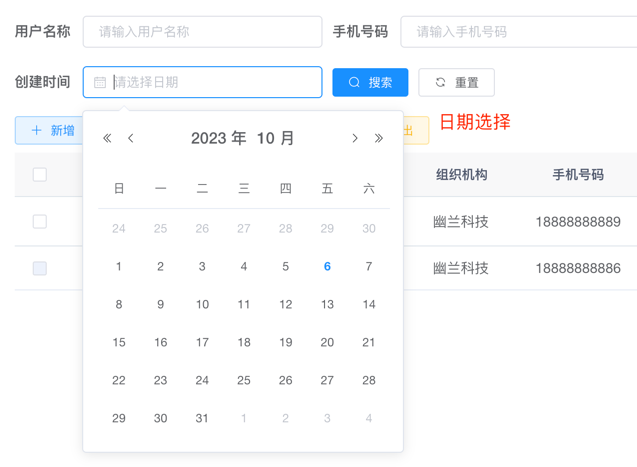 用户名称 请输入用户名称 手机号码 请输入手机号码
创建时间 请选择日期 搜索 重置
+ 新增 出 日期选择
« ‹ 2023 年 10 月 › »
组织机构 手机号码
日 一 二 三 四 五 六
24 25 26 27 28 29 30
幽兰科技 18888888889
1 2 3 4 5 6 7
幽兰科技 18888888886
8 9 10 11 12 13 14
15 16 17 18 19 20 21
22 23 24 25 26 27 28
29 30 31 1 2 3 4